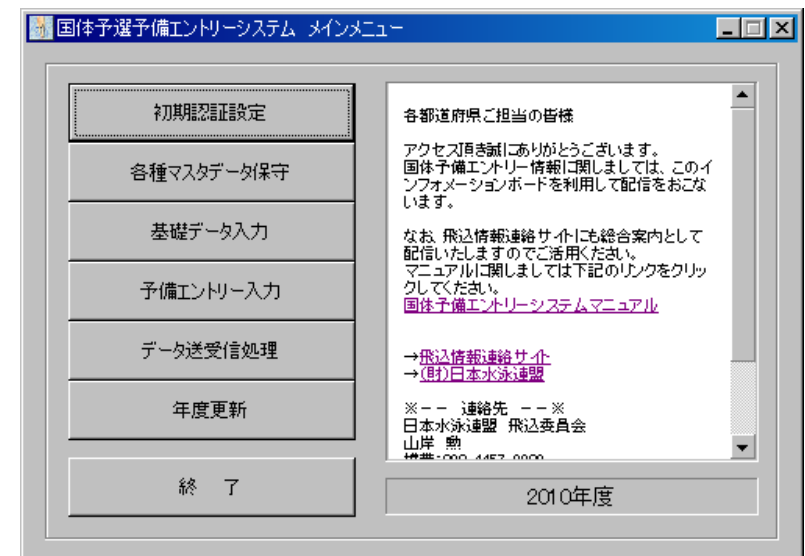 国体予選予備エントリーシステム メインメニュー
初期認証設定
各種マスタデータ保守
基礎データ入力
予備エントリー入力
データ送受信処理
年度更新
終 了
各都道府県ご担当の皆様
アクセス頂き誠にありがとうございます。
国体予備エントリー情報に関しましては、このイ
ンフォメーションボードを利用して配信をおこな
います。
なお、飛込情報連絡サイトにも総合案内として
配信いたしますのでご活用ください。
マニュアルに関しましては下記のリンクをクリッ
クしてください。
国体予備エントリーシステムマニュアル
→飛込情報連絡サイト
→(財)日本水泳連盟
※－－ 連絡先 －－※
日本水泳連盟 飛込委員会
山岸 勲
2010年度